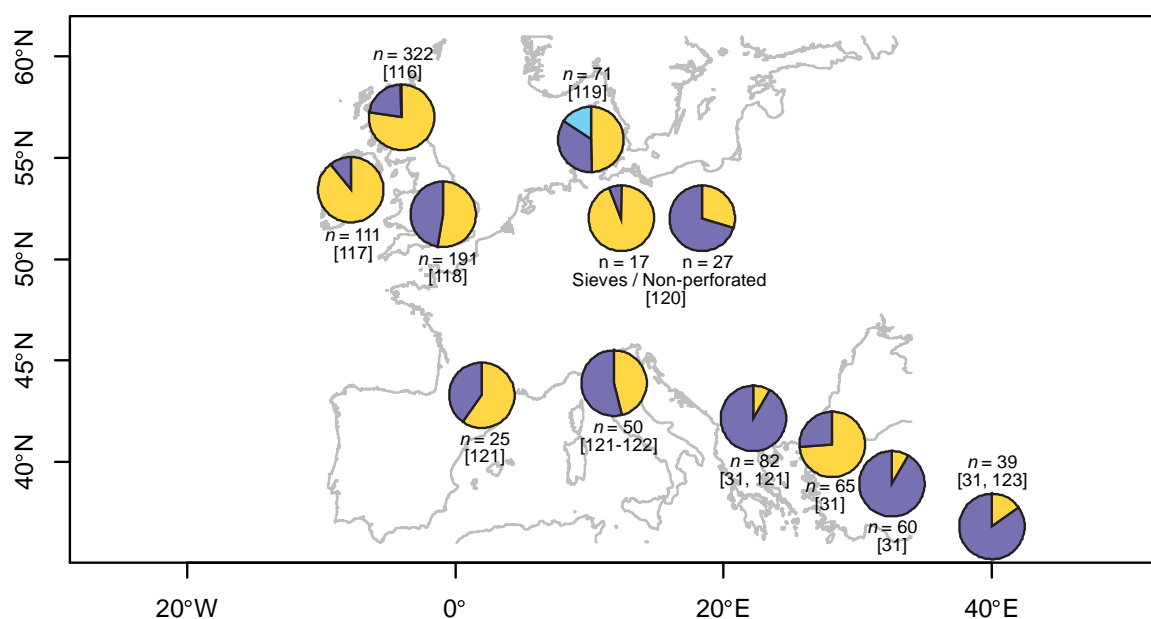 60°N
55°N
50°N
45°N
40°N
n = 322
[116]
n = 71
[119]
n = 111
[117]
n = 191
[118]
n = 17
n = 27
Sieves / Non-perforated
[120]
n = 25
[121]
n = 50
[121-122]
n = 82
[31, 121]
n = 65
[31]
n = 60
[31]
n = 39
[31, 123]
20°W
0°
20°E
40°E